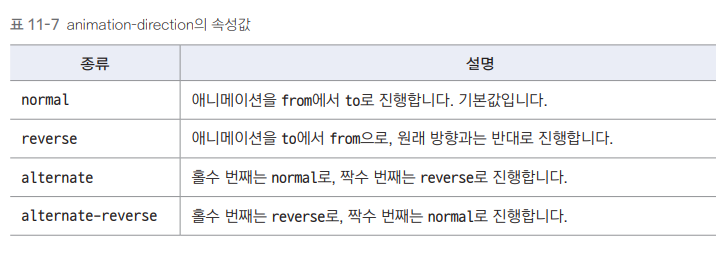 표 11-7 animation-direction의 속성값
종류 설명
normal 애니메이션을 from에서 to로 진행합니다. 기본값입니다.
reverse 애니메이션을 to에서 from으로, 원래 방향과는 반대로 진행합니다.
alternate 홀수 번째는 normal로, 짝수 번째는 reverse로 진행합니다.
alternate-reverse 홀수 번째는 reverse로, 짝수 번째는 normal로 진행합니다.